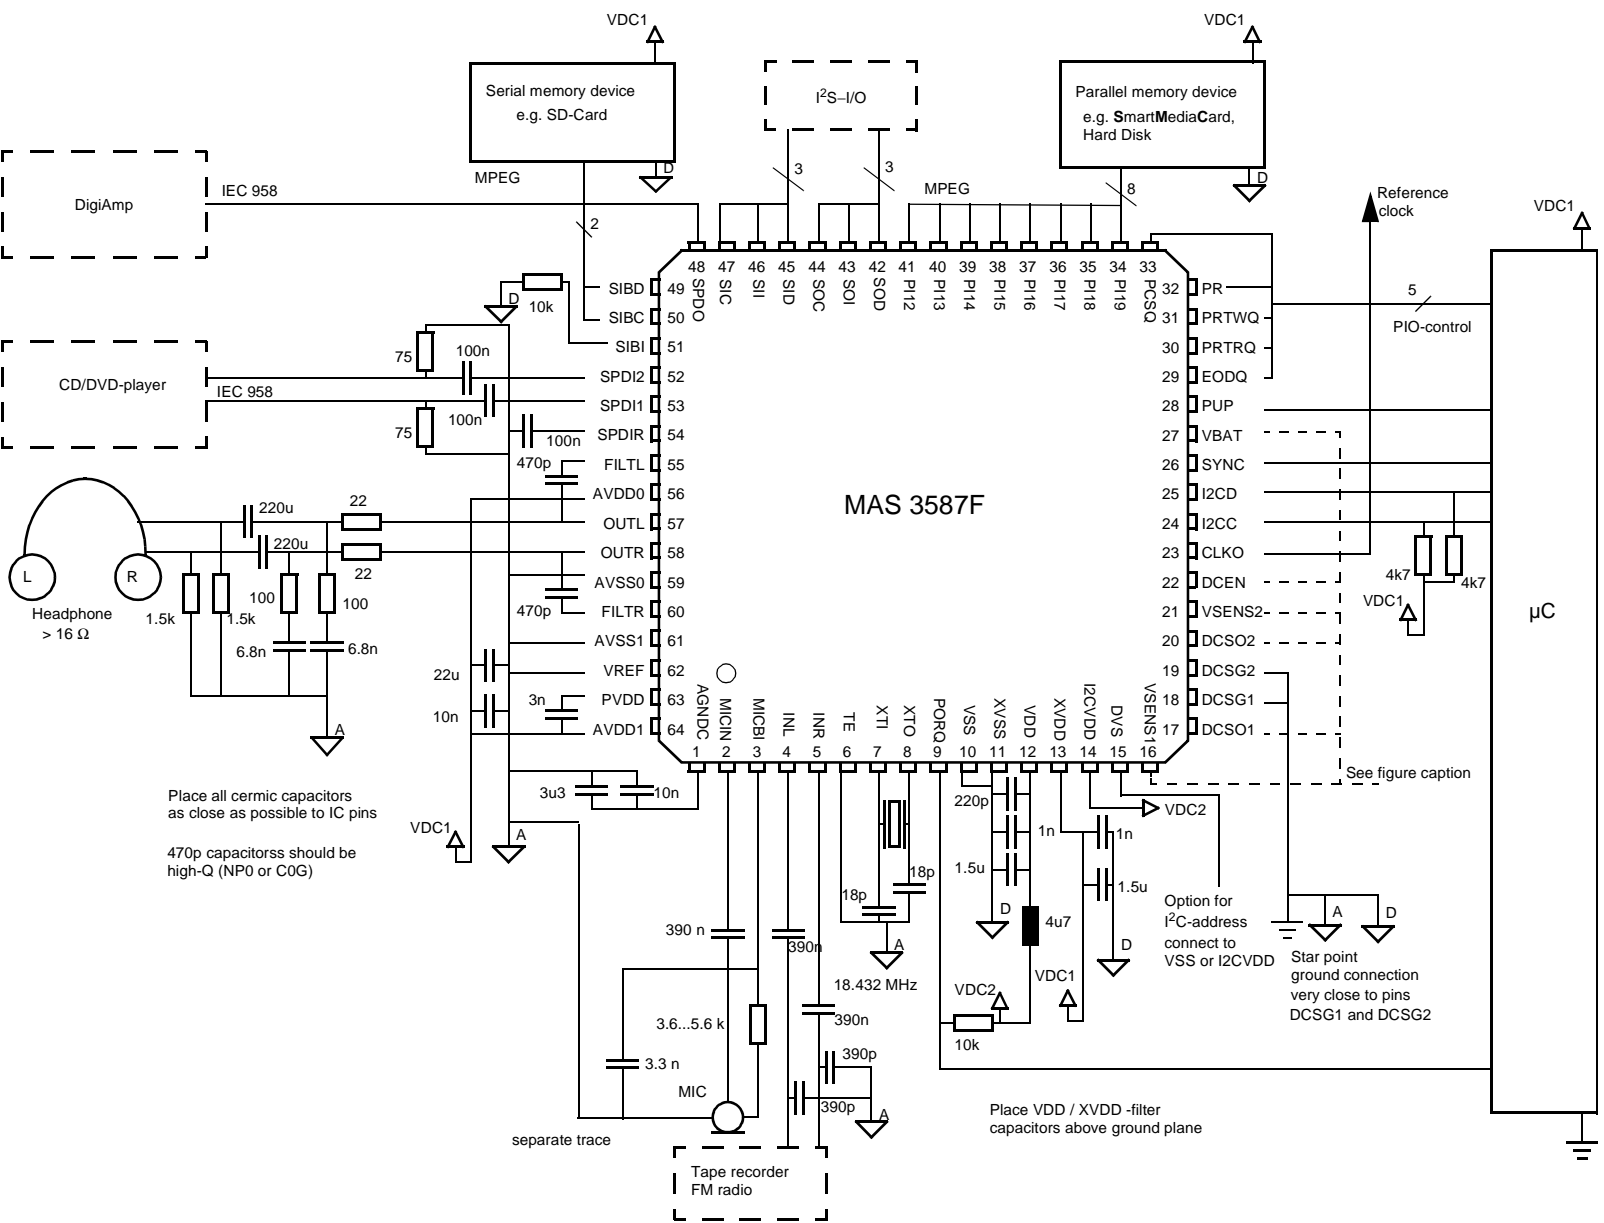 VDC1
VDC1
Serial memory device
e.g. SD-Card
I2S–I/O
Parallel memory device
e.g. SmartMediaCard,
Hard Disk
D
MPEG
3
3
MPEG
8
D
DigiAmp
IEC 958
2
Reference
clock
VDC1
48 47 46 45 44 43 42 41 40 39 38 37 36 35 34 33
SPDO SIC SII SID SOC SOI SOD PI12 PI13 PI14 PI15 PI16 PI17 PI18 PI19 PCSQ
D
10k
SIBD 49
SIBC 50
SIBI 51
SPDI2 52
SPDI1 53
SPDIR 54
FILTL 55
AVDD0 56
OUTL 57
OUTR 58
AVSS0 59
FILTR 60
AVSS1 61
VREF 62
PVDD 63
AVDD1 64
32 PR
31 PRTWQ
30 PRTRQ
29 EODQ
28 PUP
27 VBAT
26 SYNC
25 I2CD
24 I2CC
23 CLKO
22 DCEN
21 VSENS2
20 DCSO2
19 DCSG2
18 DCSG1
17 DCSO1
5
PIO-control
75
100n
CD/DVD-player
IEC 958
100n
75
100n
470p
MAS 3587F
220u
22
220u
22
L
R
Headphone
> 16 Ω
1.5k
1.5k
100
100
6.8n
6.8n
470p
22u
10n
3n
A
4k7
4k7
VDC1
µC
AGNDC MICIN MICBI INL INR TE XTI XTO PORQ VSS XVSS VDD XVDD I2CVDD DVS VSENS1
1 2 3 4 5 6 7 8 9 10 11 12 13 14 15 16
See figure caption
Place all cermic capacitors
as close as possible to IC pins
470p capacitorss should be
high-Q (NP0 or C0G)
3u3
10n
VDC1
A
220p
1n
1.5u
VDC2
1n
1.5u
18p
18p
A
18.432 MHz
D
4u7
D
Option for
I2C-address
connect to
VSS or I2CVDD
A
D
Star point
ground connection
very close to pins
DCSG1 and DCSG2
390 n
390n
VDC2
VDC1
10k
3.6...5.6 k
390n
3.3 n
390p
MIC
390p
A
separate trace
Place VDD / XVDD -filter
capacitors above ground plane
Tape recorder
FM radio